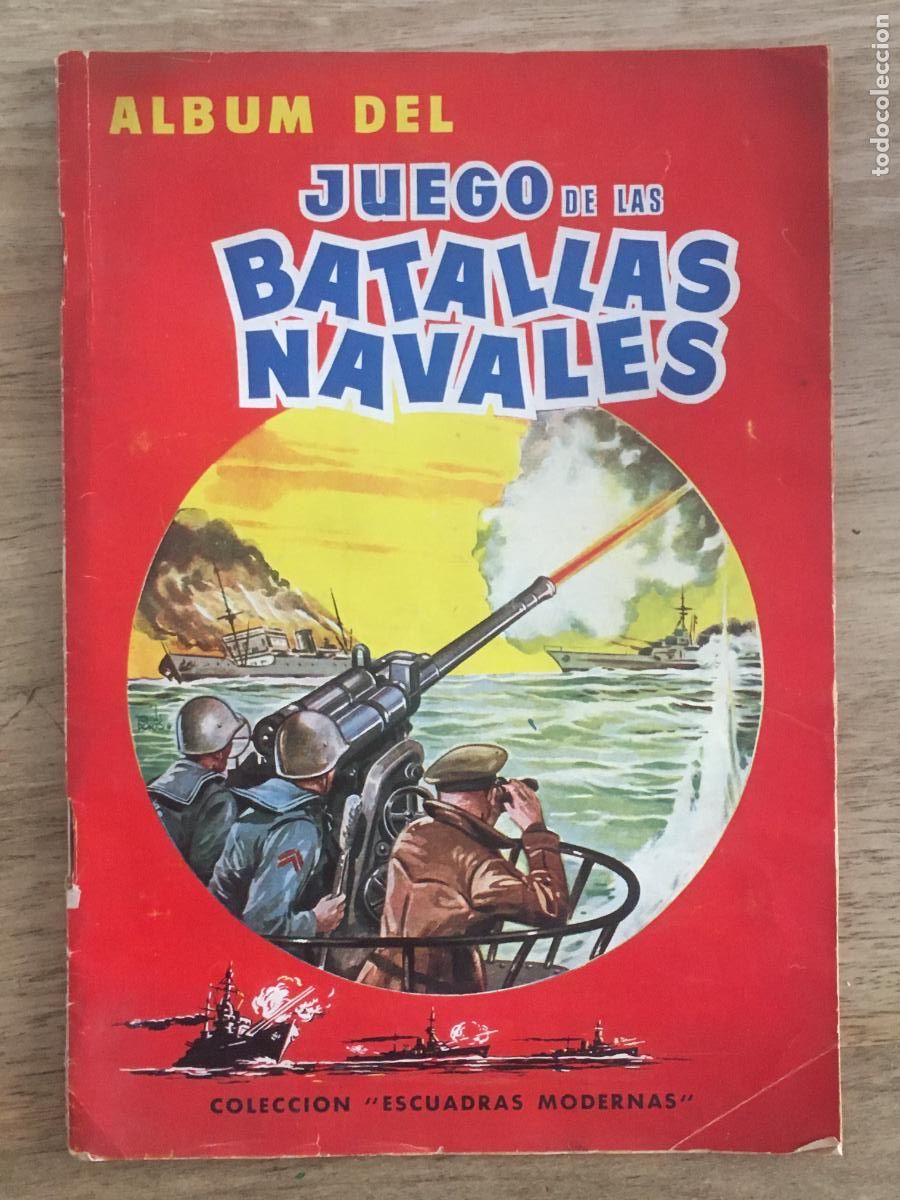 ALBUM DEL
JUEGO DE LAS
BATALLAS
NAVALES
COLECCION "ESCUADRAS MODERNAS"
todocoleccion